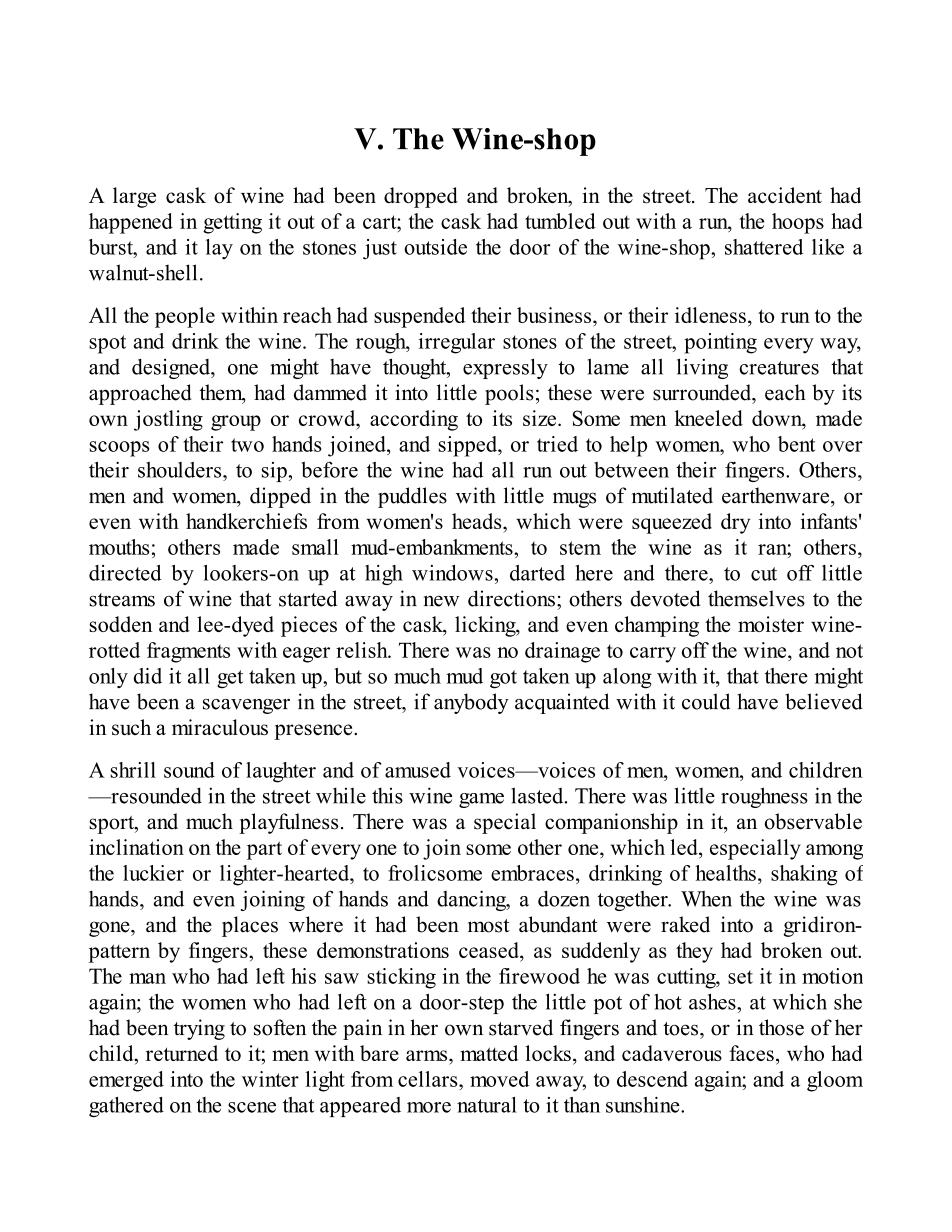 V. The Wine-shop
A large cask of wine had been dropped and broken, in the street. The accident had
happened in getting it out of a cart; the cask had tumbled out with a run, the hoops had
burst, and it lay on the stones just outside the door of the wine-shop, shattered like a
walnut-shell.
All the people within reach had suspended their business, or their idleness, to run to the
spot and drink the wine. The rough, irregular stones of the street, pointing every way,
and designed, one might have thought, expressly to lame all living creatures that
approached them, had dammed it into little pools; these were surrounded, each by its
own jostling group or crowd, according to its size. Some men kneeled down, made
scoops of their two hands joined, and sipped, or tried to help women, who bent over
their shoulders, to sip, before the wine had all run out between their fingers. Others,
men and women, dipped in the puddles with little mugs of mutilated earthenware, or
even with handkerchiefs from women's heads, which were squeezed dry into infants'
mouths; others made small mud-embankments, to stem the wine as it ran; others,
directed by lookers-on up at high windows, darted here and there, to cut off little
streams of wine that started away in new directions; others devoted themselves to the
sodden and lee-dyed pieces of the cask, licking, and even champing the moister wine-
rotted fragments with eager relish. There was no drainage to carry off the wine, and not
only did it all get taken up, but so much mud got taken up along with it, that there might
have been a scavenger in the street, if anybody acquainted with it could have believed
in such a miraculous presence.
A shrill sound of laughter and of amused voices—voices of men, women, and children
—resounded in the street while this wine game lasted. There was little roughness in the
sport, and much playfulness. There was a special companionship in it, an observable
inclination on the part of every one to join some other one, which led, especially among
the luckier or lighter-hearted, to frolicsome embraces, drinking of healths, shaking of
hands, and even joining of hands and dancing, a dozen together. When the wine was
gone, and the places where it had been most abundant were raked into a gridiron-
pattern by fingers, these demonstrations ceased, as suddenly as they had broken out.
The man who had left his saw sticking in the firewood he was cutting, set it in motion
again; the women who had left on a door-step the little pot of hot ashes, at which she
had been trying to soften the pain in her own starved fingers and toes, or in those of her
child, returned to it; men with bare arms, matted locks, and cadaverous faces, who had
emerged into the winter light from cellars, moved away, to descend again; and a gloom
gathered on the scene that appeared more natural to it than sunshine.